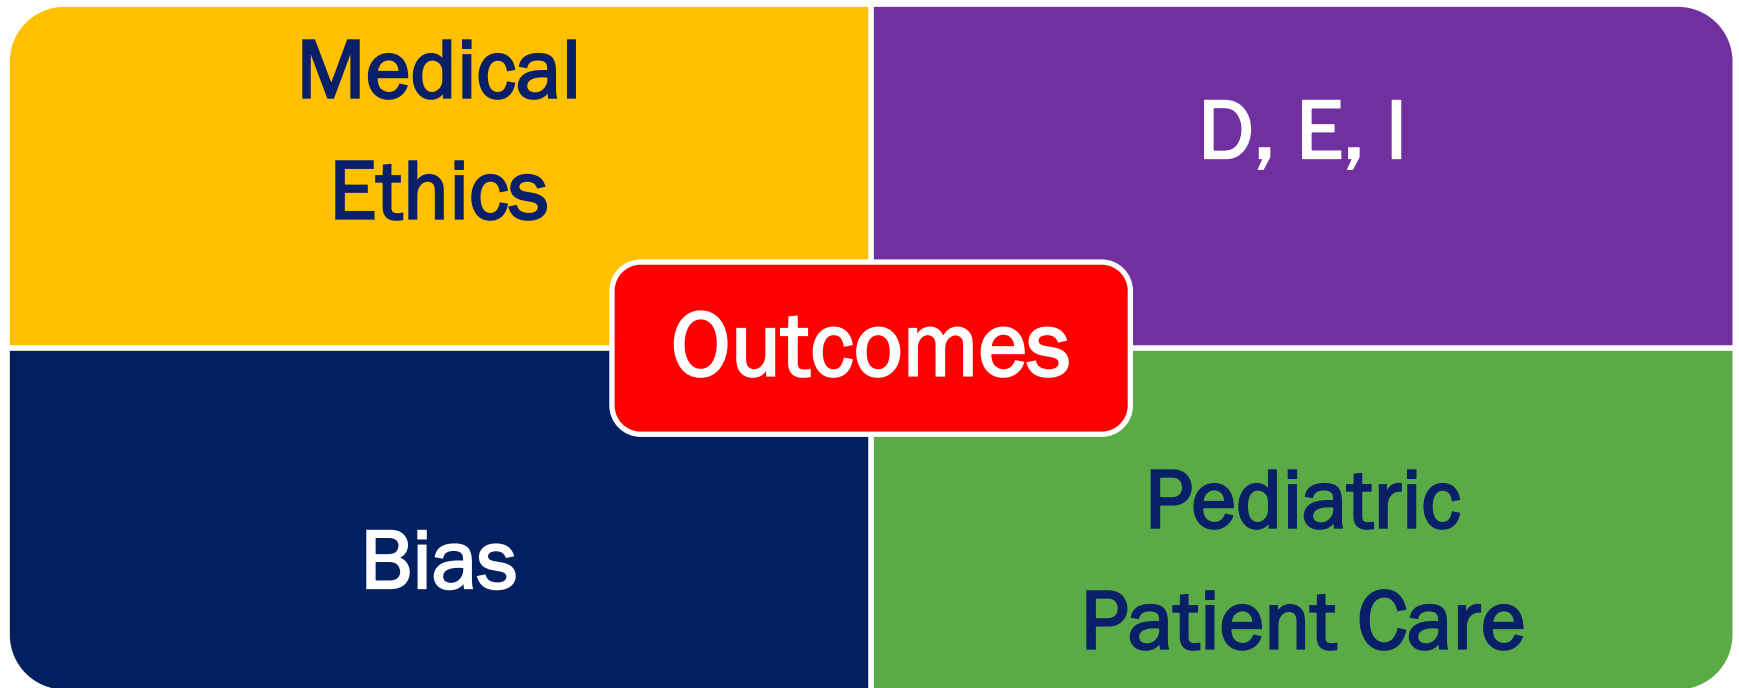 Medical
Ethics
D, E, I
Outcomes
Bias
Pediatric
Patient Care